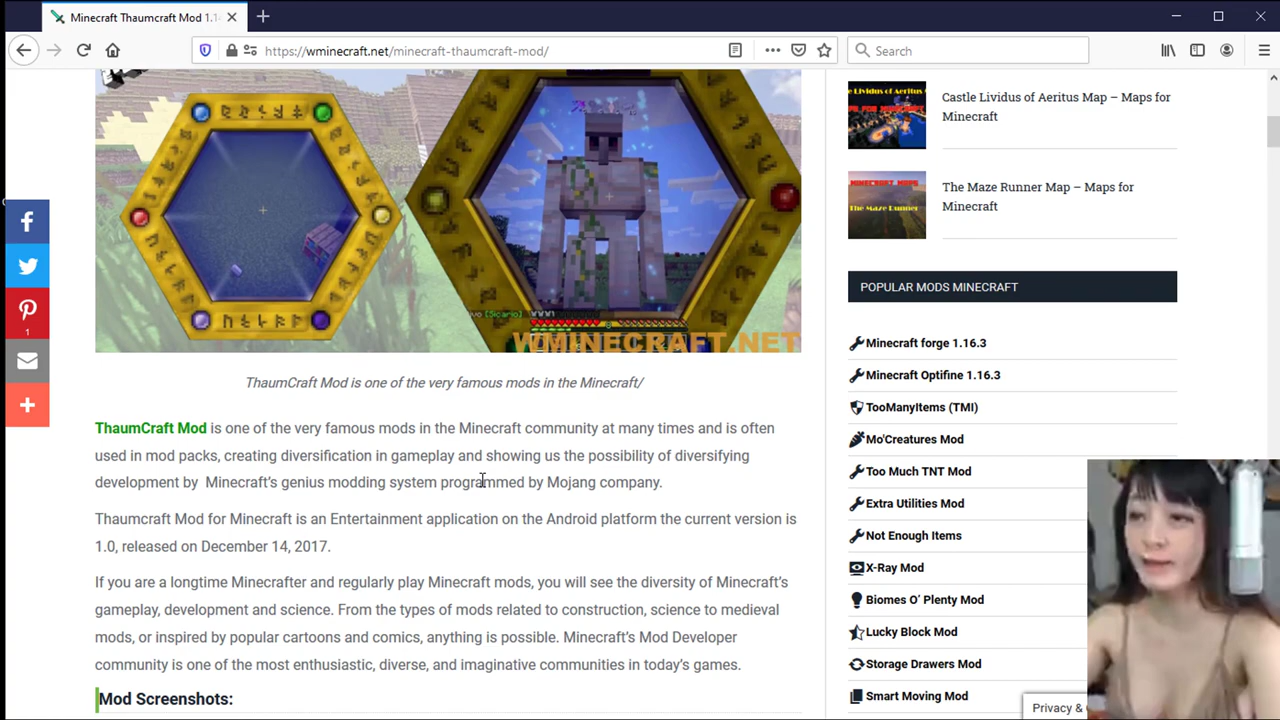 Minecraft Thaumcraft Mod 1.1
https://wminecraft.net/minecraft-thaumcraft-mod/
Search
WMINECRAFT.NET
ThaumCraft Mod is one of the very famous mods in the Minecraft/
ThaumCraft Mod is one of the very famous mods in the Minecraft community at many times and is often
used in mod packs, creating diversification in gameplay and showing us the possibility of diversifying
development by Minecraft's genius modding system programmed by Mojang company.
Thaumcraft Mod for Minecraft is an Entertainment application on the Android platform the current version is
1.0, released on December 14, 2017.
If you are a longtime Minecrafter and regularly play Minecraft mods, you will see the diversity of Minecraft's
gameplay, development and science. From the types of mods related to construction, science to medieval
mods, or inspired by popular cartoons and comics, anything is possible. Minecraft's Mod Developer
community is one of the most enthusiastic, diverse, and imaginative communities in today's games.
Mod Screenshots:
1
Castle Lividus of Aeritus Map – Maps for
Minecraft
MINECRAFT MAPS
The Maze Runner
The Maze Runner Map – Maps for
Minecraft
POPULAR MODS MINECRAFT
Minecraft forge 1.16.3
Minecraft Optifine 1.16.3
TooManyItems (TMI)
Mo'Creatures Mod
Too Much TNT Mod
Extra Utilities Mod
Not Enough Items
X-Ray Mod
Biomes O' Plenty Mod
Lucky Block Mod
Storage Drawers Mod
Smart Moving Mod
Privacy &